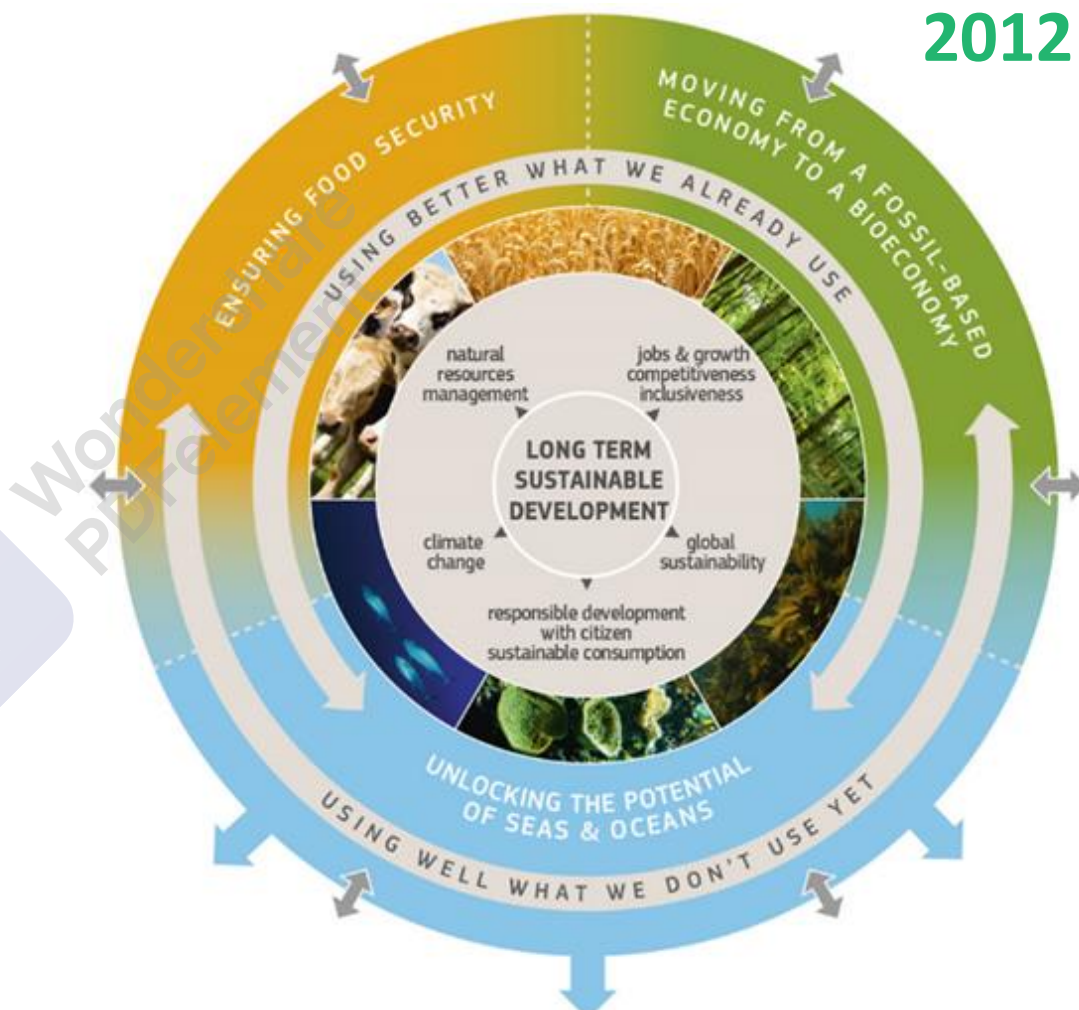 2012
ENSURING FOOD SECURITY
MOVING FROM A FOSSIL-BASED
ECONOMY TO A BIOECONOMY
USING BETTER WHAT WE ALREADY USE
natural
resources
management
jobs & growth
competitiveness
inclusiveness
LONG TERM
SUSTAINABLE
DEVELOPMENT
climate
change
global
sustainability
responsible development
with citizen
sustainable consumption
UNLOCKING THE POTENTIAL
OF SEAS & OCEANS
USING WELL WHAT WE DON'T USE YET
Wondershare
PDFelement